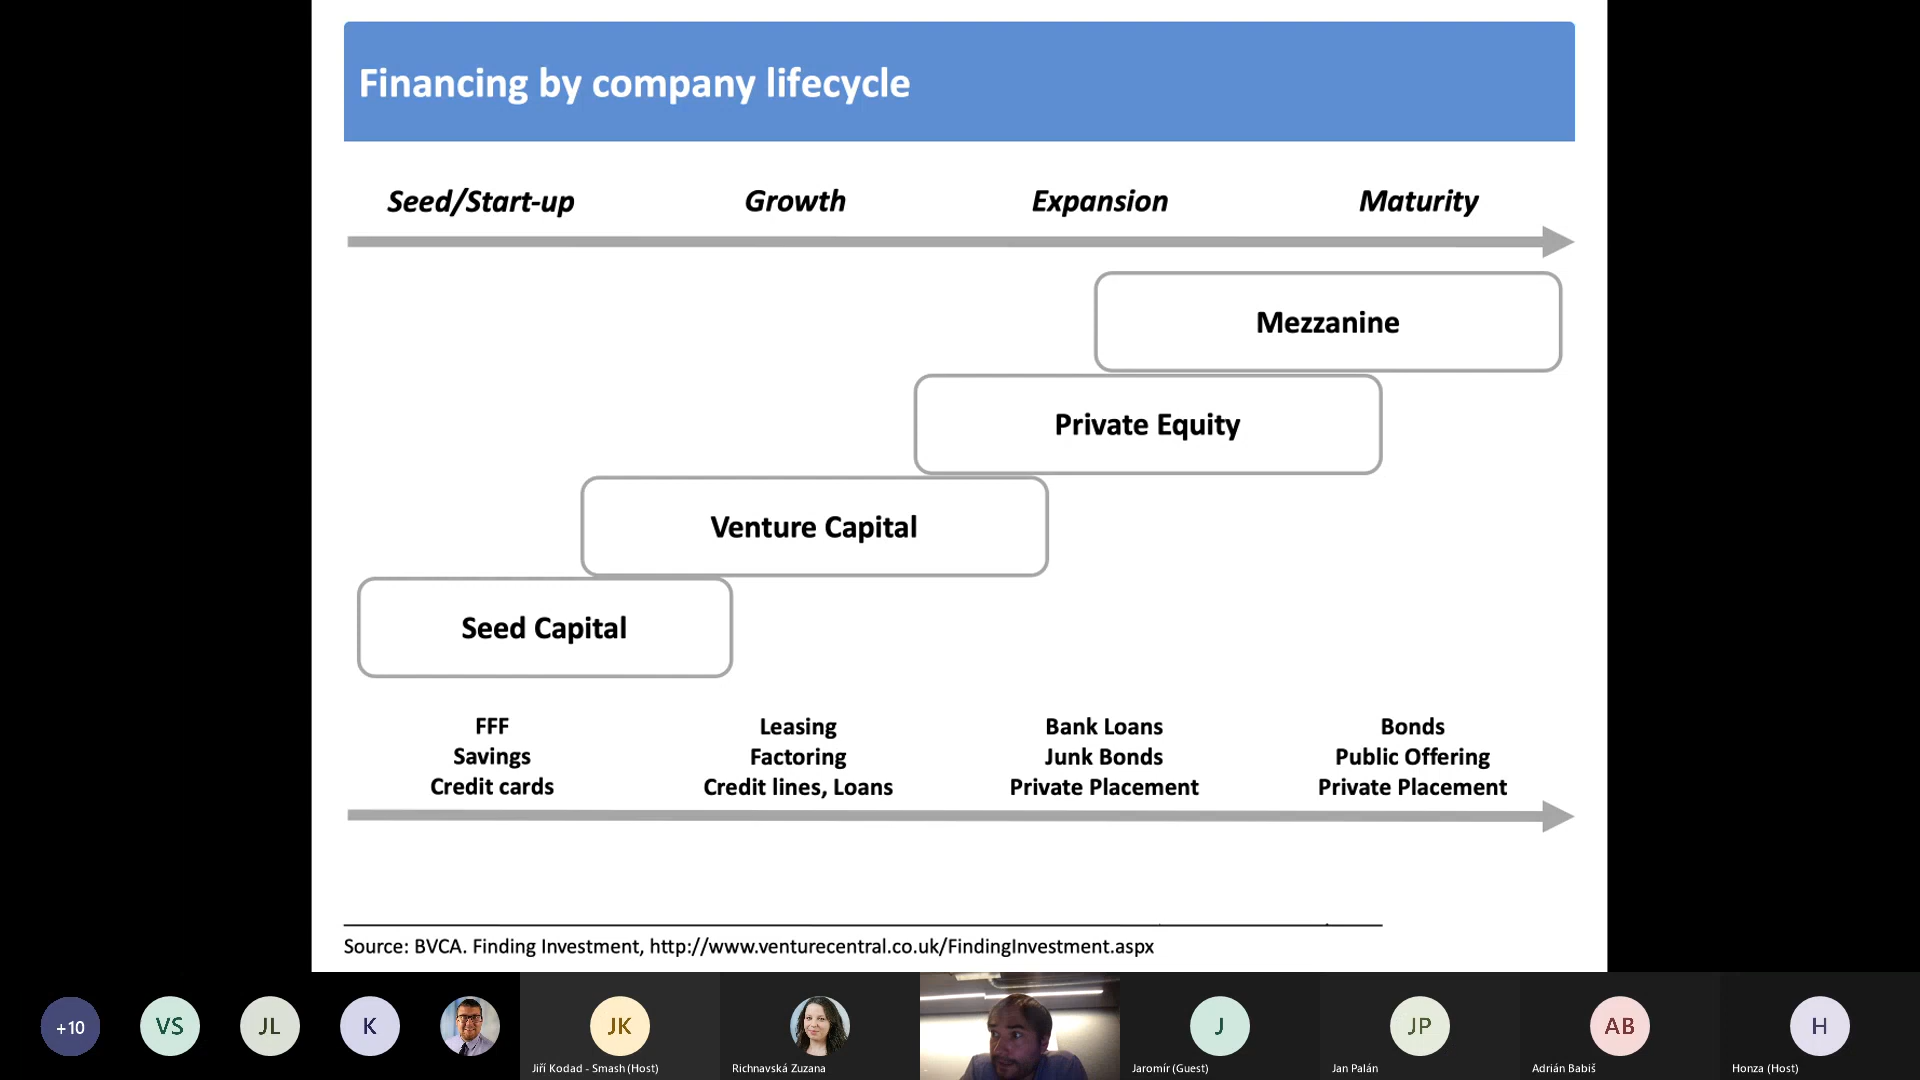 Financing by company lifecycle
Seed/Start-up
Growth
Expansion
Maturity
Mezzanine
Private Equity
Venture Capital
Seed Capital
FFF
Savings
Credit cards
Leasing
Factoring
Credit lines, Loans
Bank Loans
Junk Bonds
Private Placement
Bonds
Public Offering
Private Placement
Source: BVCA. Finding Investment, http://www.venturecentral.co.uk/FindingInvestment.aspx
+10
VS
JL
K
JK
Jiří Kodad - Smash (Host)
Richnavská Zuzana
J
Jaromír (Guest)
JP
Jan Palán
AB
Adrián Babiš
H
Honza (Host)